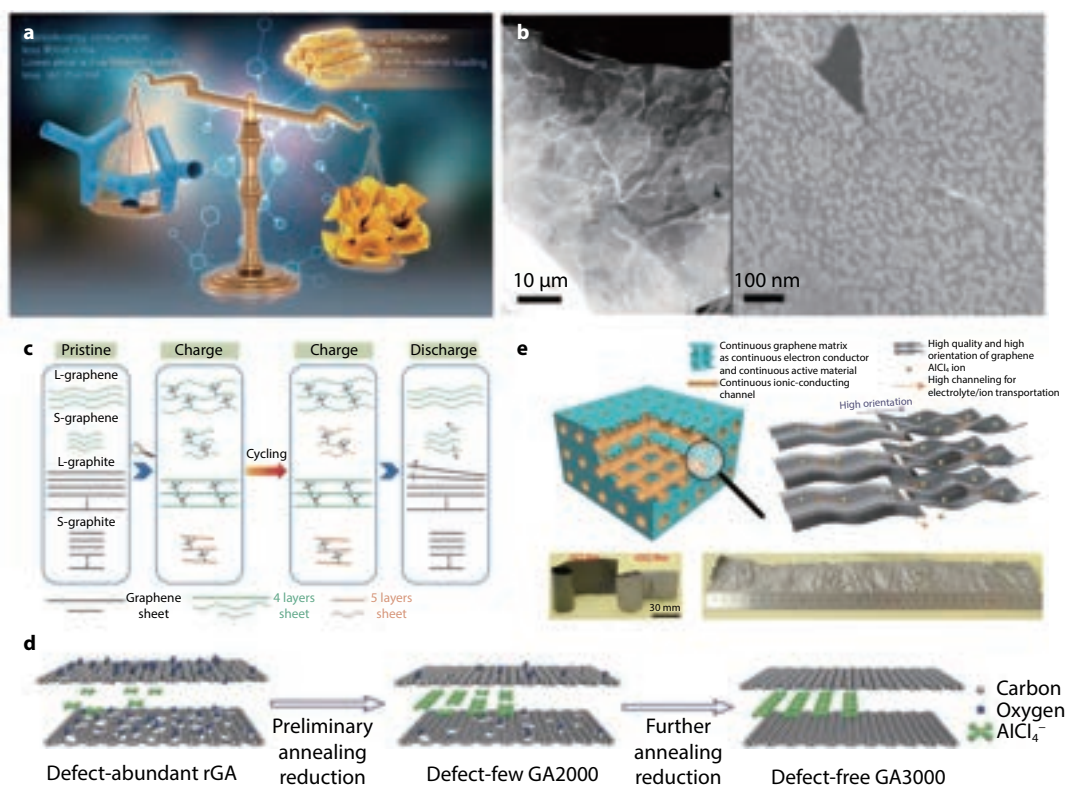 a
b
10 µm
100 nm
c
Pristine
Charge
Charge
Discharge
L-graphene
S-graphene
L-graphite
S-graphite
Cycling
Graphene
sheet
4 layers
sheet
5 layers
sheet
e
Continuous graphene matrix
as continuous electron conductor
and continuous active material
Continuous ionic-conducting
channel
High quality and high
orientation of graphene
AlCl₄ ion
High channeling for
electrolyte/ion transportation
High orientation
30 mm
d
Preliminary
annealing
reduction
Further
annealing
reduction
Defect-abundant rGA
Defect-few GA2000
Defect-free GA3000
Carbon
Oxygen
AlCl₄⁻